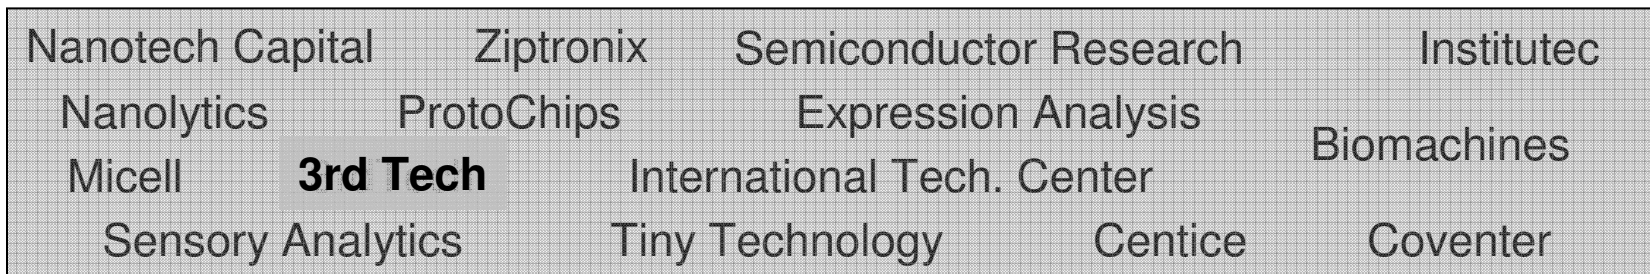 Nanotech Capital Ziptronix Semiconductor Research Institutec
Nanolytics ProtoChips Expression Analysis
Biomachines
Micell 3rd Tech International Tech. Center
Sensory Analytics Tiny Technology Centice Coventer